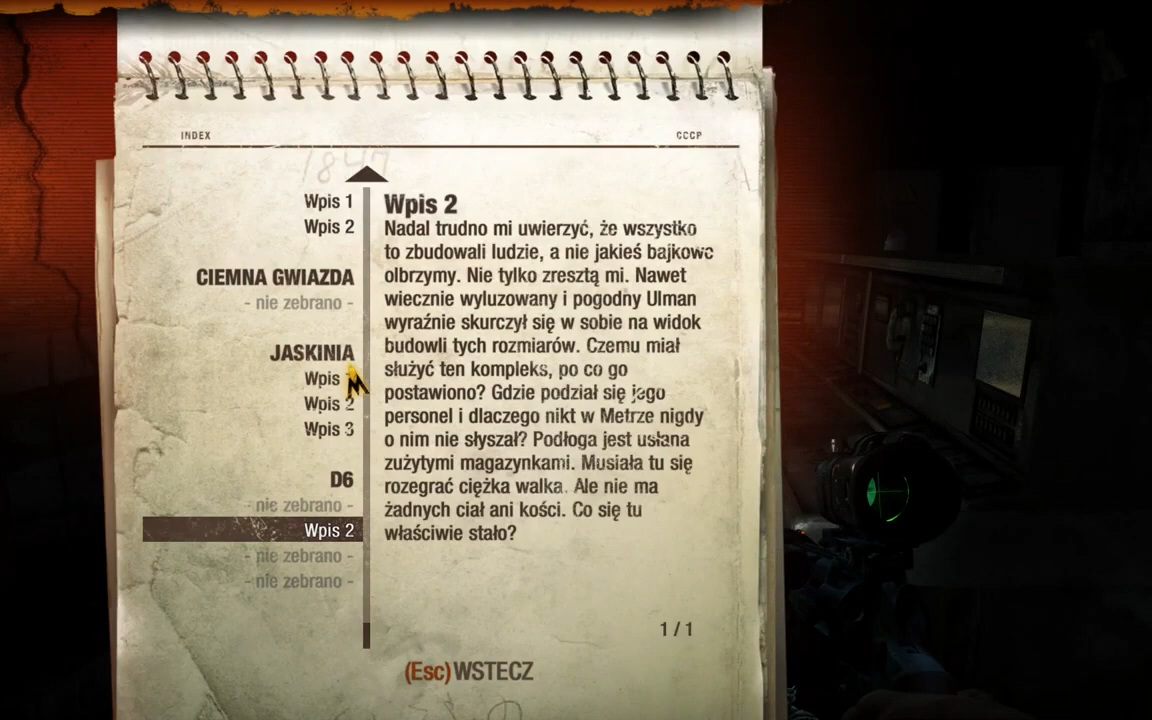 INDEX
CCCP
1847
Wpis 1
Wpis 2
CIEMNA GWIAZDA
- nie zebrano -
JASKINIA
Wpis
Wpis 2
Wpis 3
D6
- nie zebrano -
Wpis 2
- nie zebrano -
- nie zebrano -
Wpis 2
Nadal trudno mi uwierzyć, że wszystko
to zbudowali ludzie, a nie jakieś bajkowe
olbrzymy. Nie tylko zresztą mi. Nawet
wiecznie wyluzowany i pogodny Ulman
wyraźnie skurczył się w sobie na widok
budowli tych rozmiarów. Czemu miał
służyć ten kompleks, po co go
postawiono? Gdzie podział się jego
personel i dlaczego nikt w Metrze nigdy
o nim nie słyszał? Podłoga jest usłana
zużytymi magazynkami. Musiała tu się
rozegrać ciężka walka. Ale nie ma
żadnych ciał ani kości. Co się tu
właściwie stało?
1 / 1
(Esc) WSTECZ